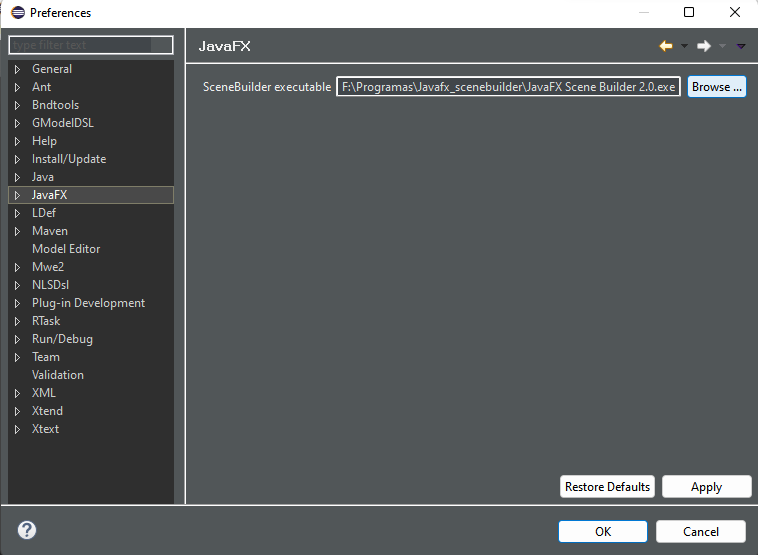 Preferences
type filter text
JavaFX
General
Ant
Bndtools
GModelDSL
Help
Install/Update
Java
JavaFX
LDef
Maven
Model Editor
Mwe2
NLSDsl
Plug-in Development
RTask
Run/Debug
Team
Validation
XML
Xtend
Xtext
SceneBuilder executable F:\Programas\Javafx_scenebuilder\JavaFX Scene Builder 2.0.exe Browse ...
Restore Defaults Apply
? OK Cancel